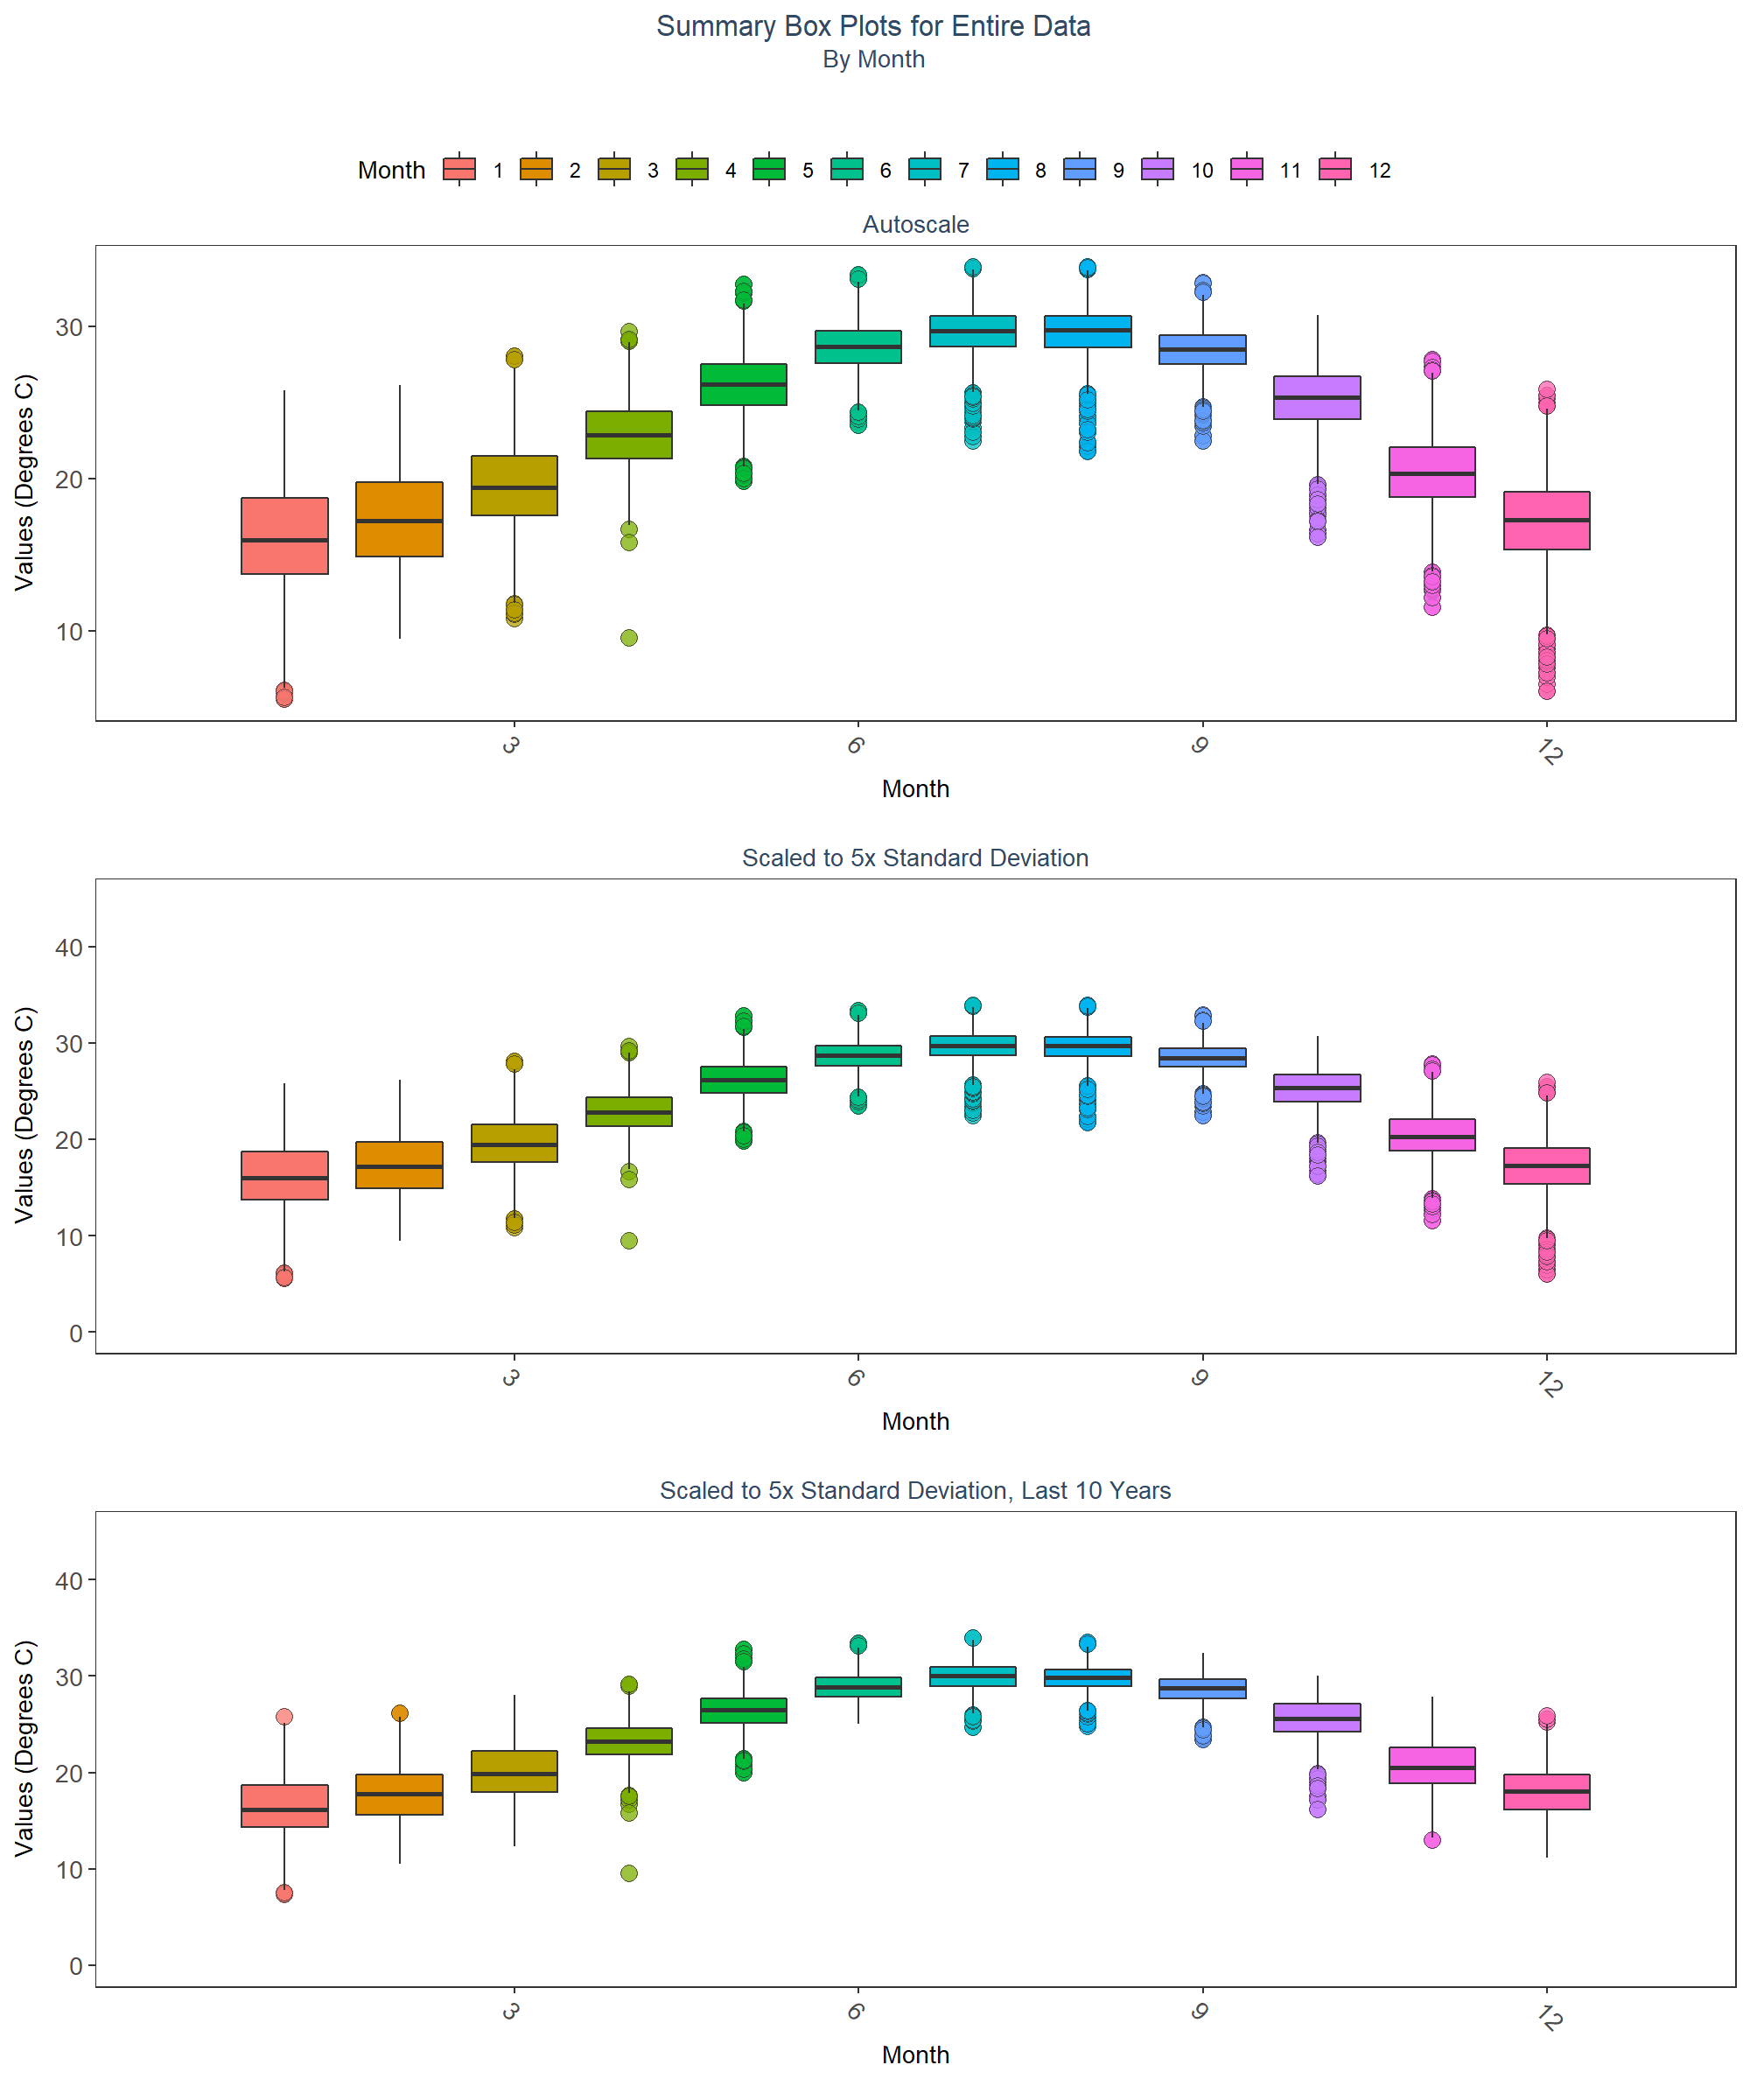 Summary Box Plots for Entire Data
By Month
Month 1 2 3 4 5 6 7 8 9 10 11 12
Autoscale
Values (Degrees C)
30
20
10
3 6 9 12
Month
Scaled to 5x Standard Deviation
Values (Degrees C)
40
30
20
10
0
3 6 9 12
Month
Scaled to 5x Standard Deviation, Last 10 Years
Values (Degrees C)
40
30
20
10
0
3 6 9 12
Month